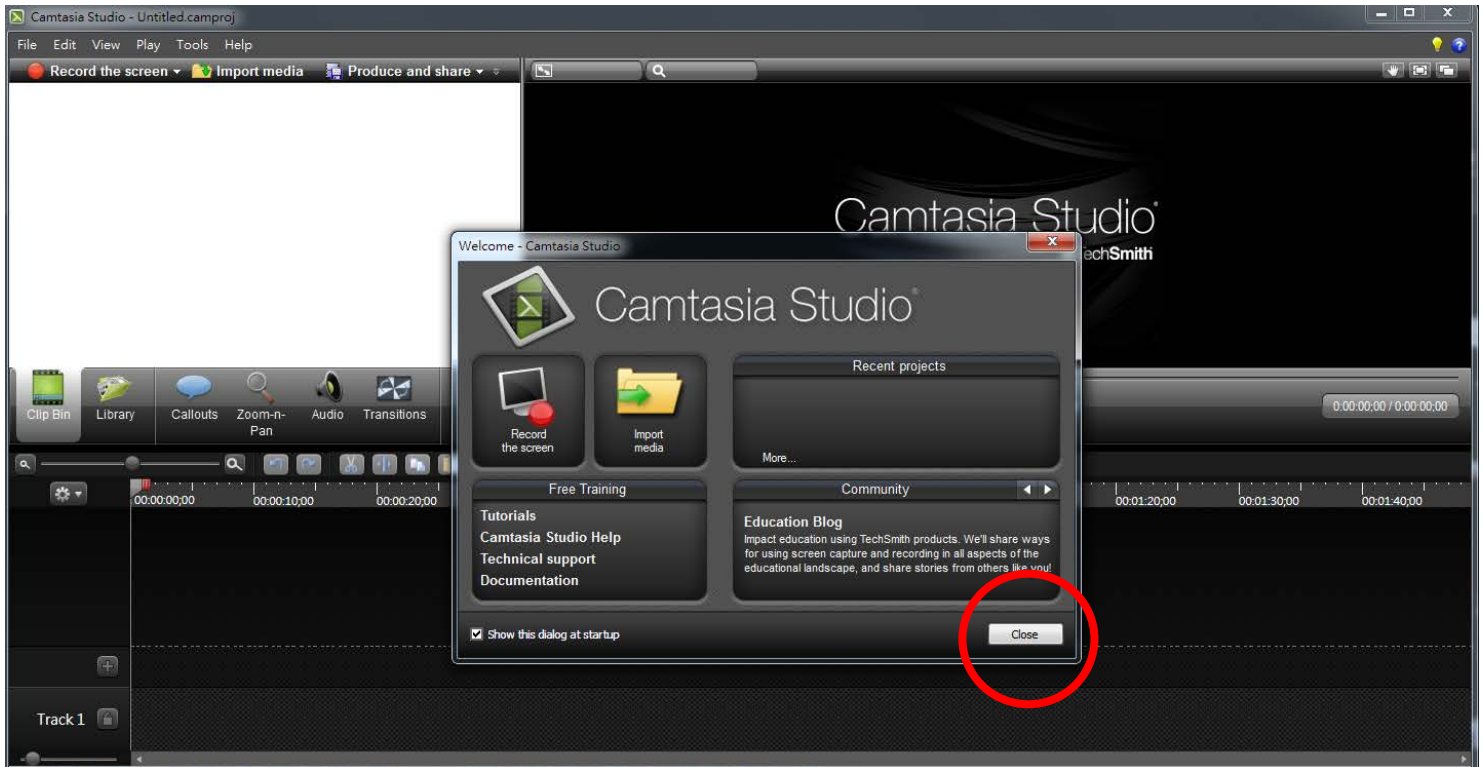 Camtasia Studio - Untitled.camproj
File Edit View Play Tools Help
Record the screen Import media Produce and share
Camtasia Studio
TechSmith
Welcome - Camtasia Studio
Camtasia Studio
Record
the screen
Import
media
Recent projects
More...
Free Training
Tutorials
Camtasia Studio Help
Technical support
Documentation
Community
Education Blog
Impact education using TechSmith products. We'll share ways
for using screen capture and recording in all aspects of the
educational landscape, and share stories from others like you!
Show this dialog at startup
Close
Clip Bin
Library
Callouts
Zoom-n-
Pan
Audio
Transitions
0:00:00;00 / 0:00:00;00
00:00:00;00 00:00:10;00 00:00:20;00 00:01:20;00 00:01:30;00 00:01:40;00
Track 1